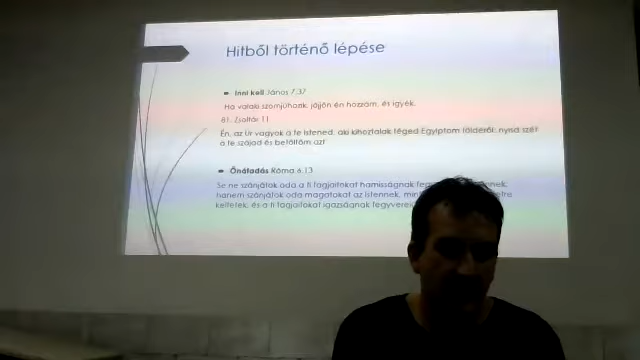 Hitből történő lépése
Inni kell János 7,37
Ha valaki szomjúhozik, jöjjön én hozzám, és igyék.
81. Zsoltár 11
Én, az Úr vagyok a te Istened, aki kihoztalak téged Egyiptom földéről; nyisd szét
a te szájad és betöltöm azt
Önátadás Róma 6,13
Se ne szánjátok oda a ti tagjaitokat hamisságnak
hanem szánjátok oda magatokat az Istennek,
keltetek, és a ti tagjaitokat igazságnak